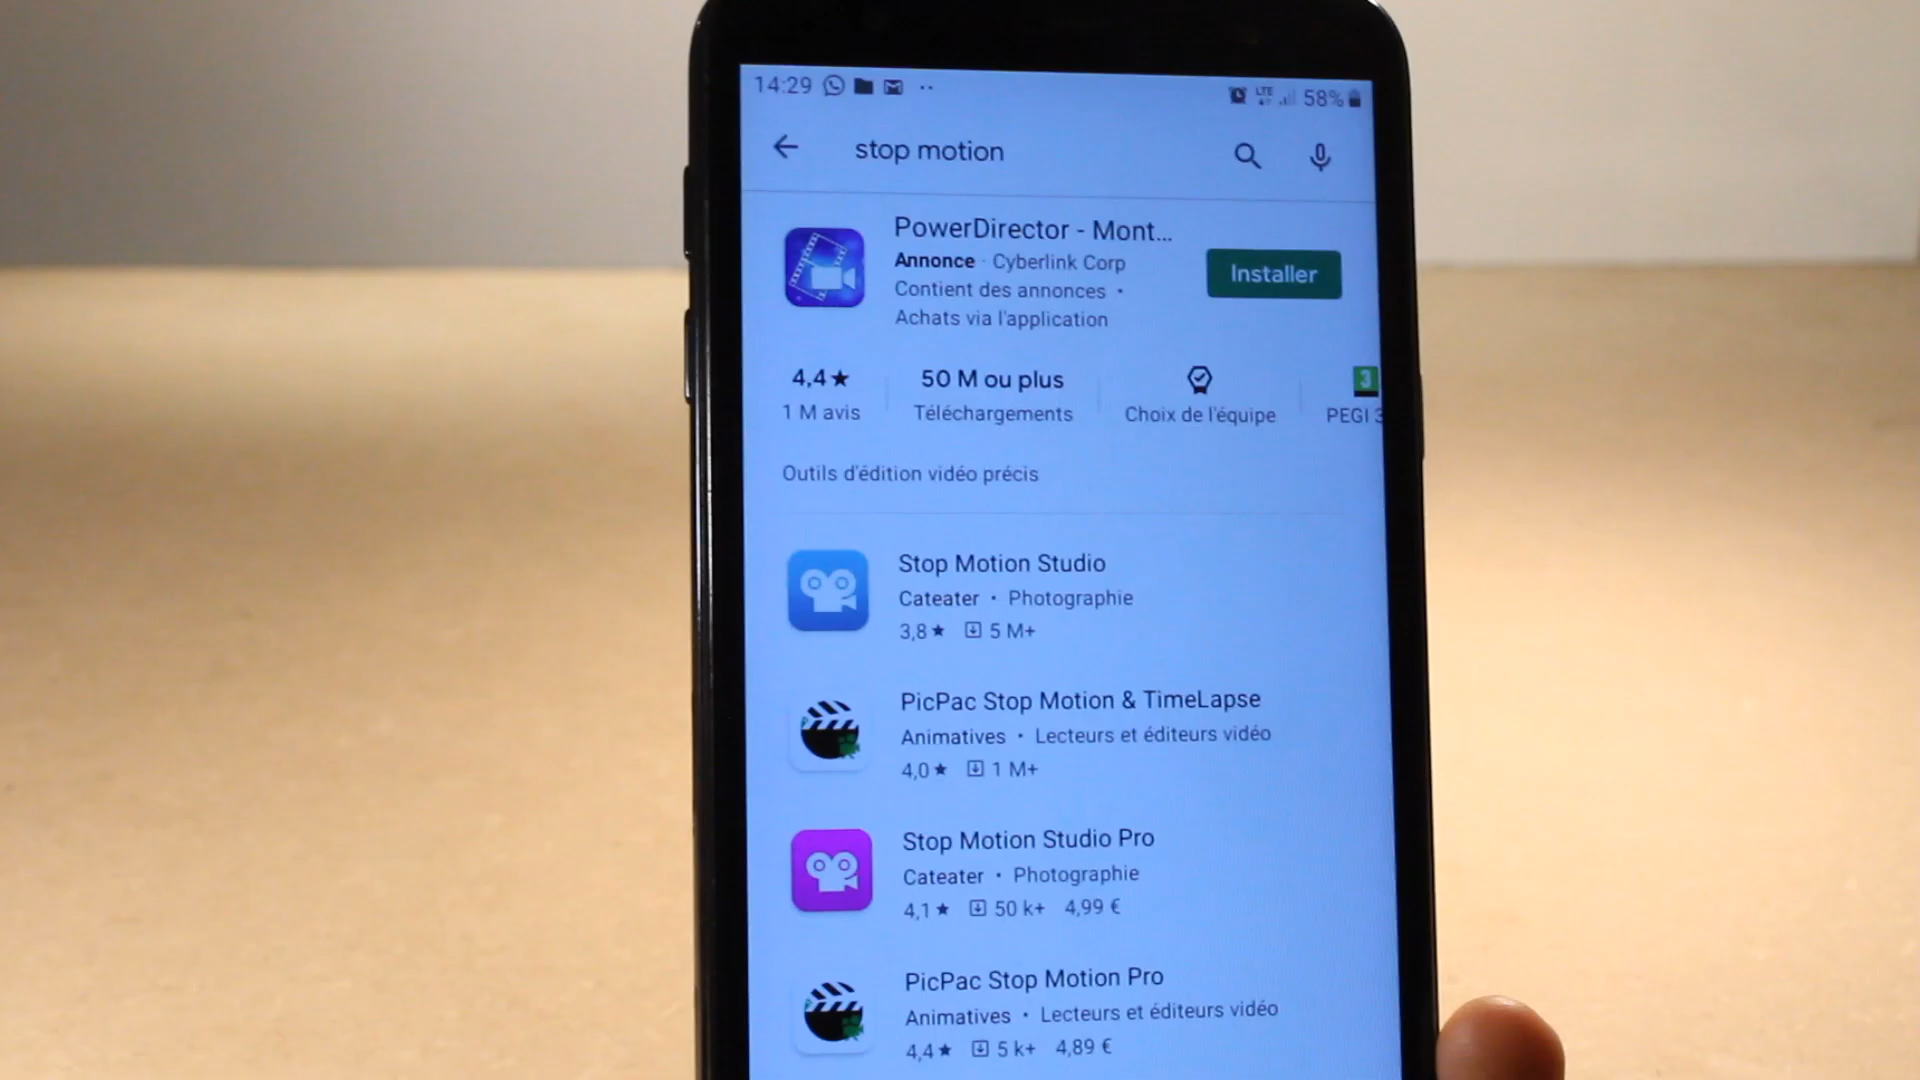 14:29 LTE 58%
stop motion
PowerDirector - Mont...
Annonce · Cyberlink Corp
Contient des annonces •
Achats via l'application
Installer
4,4★ 50 M ou plus 3
1 M avis Téléchargements Choix de l'équipe PEGI 3
Outils d'édition vidéo précis
Stop Motion Studio
Cateater • Photographie
3,8★ 5 M+
PicPac Stop Motion & TimeLapse
Animatives • Lecteurs et éditeurs vidéo
4,0★ 1 M+
Stop Motion Studio Pro
Cateater • Photographie
4,1★ 50 k+ 4,99 €
PicPac Stop Motion Pro
Animatives • Lecteurs et éditeurs vidéo
4,4★ 5 k+ 4,89 €